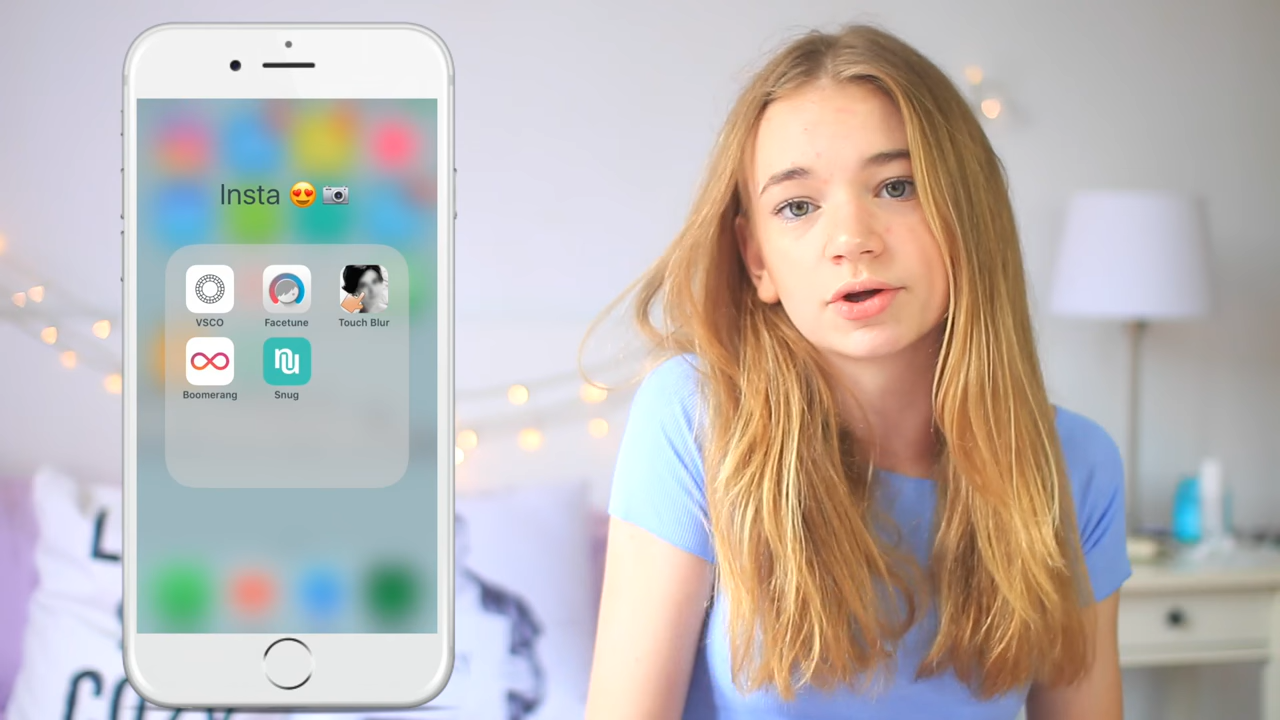 Insta 😍 📷
VSCO
Facetune
Touch Blur
Boomerang
Snug